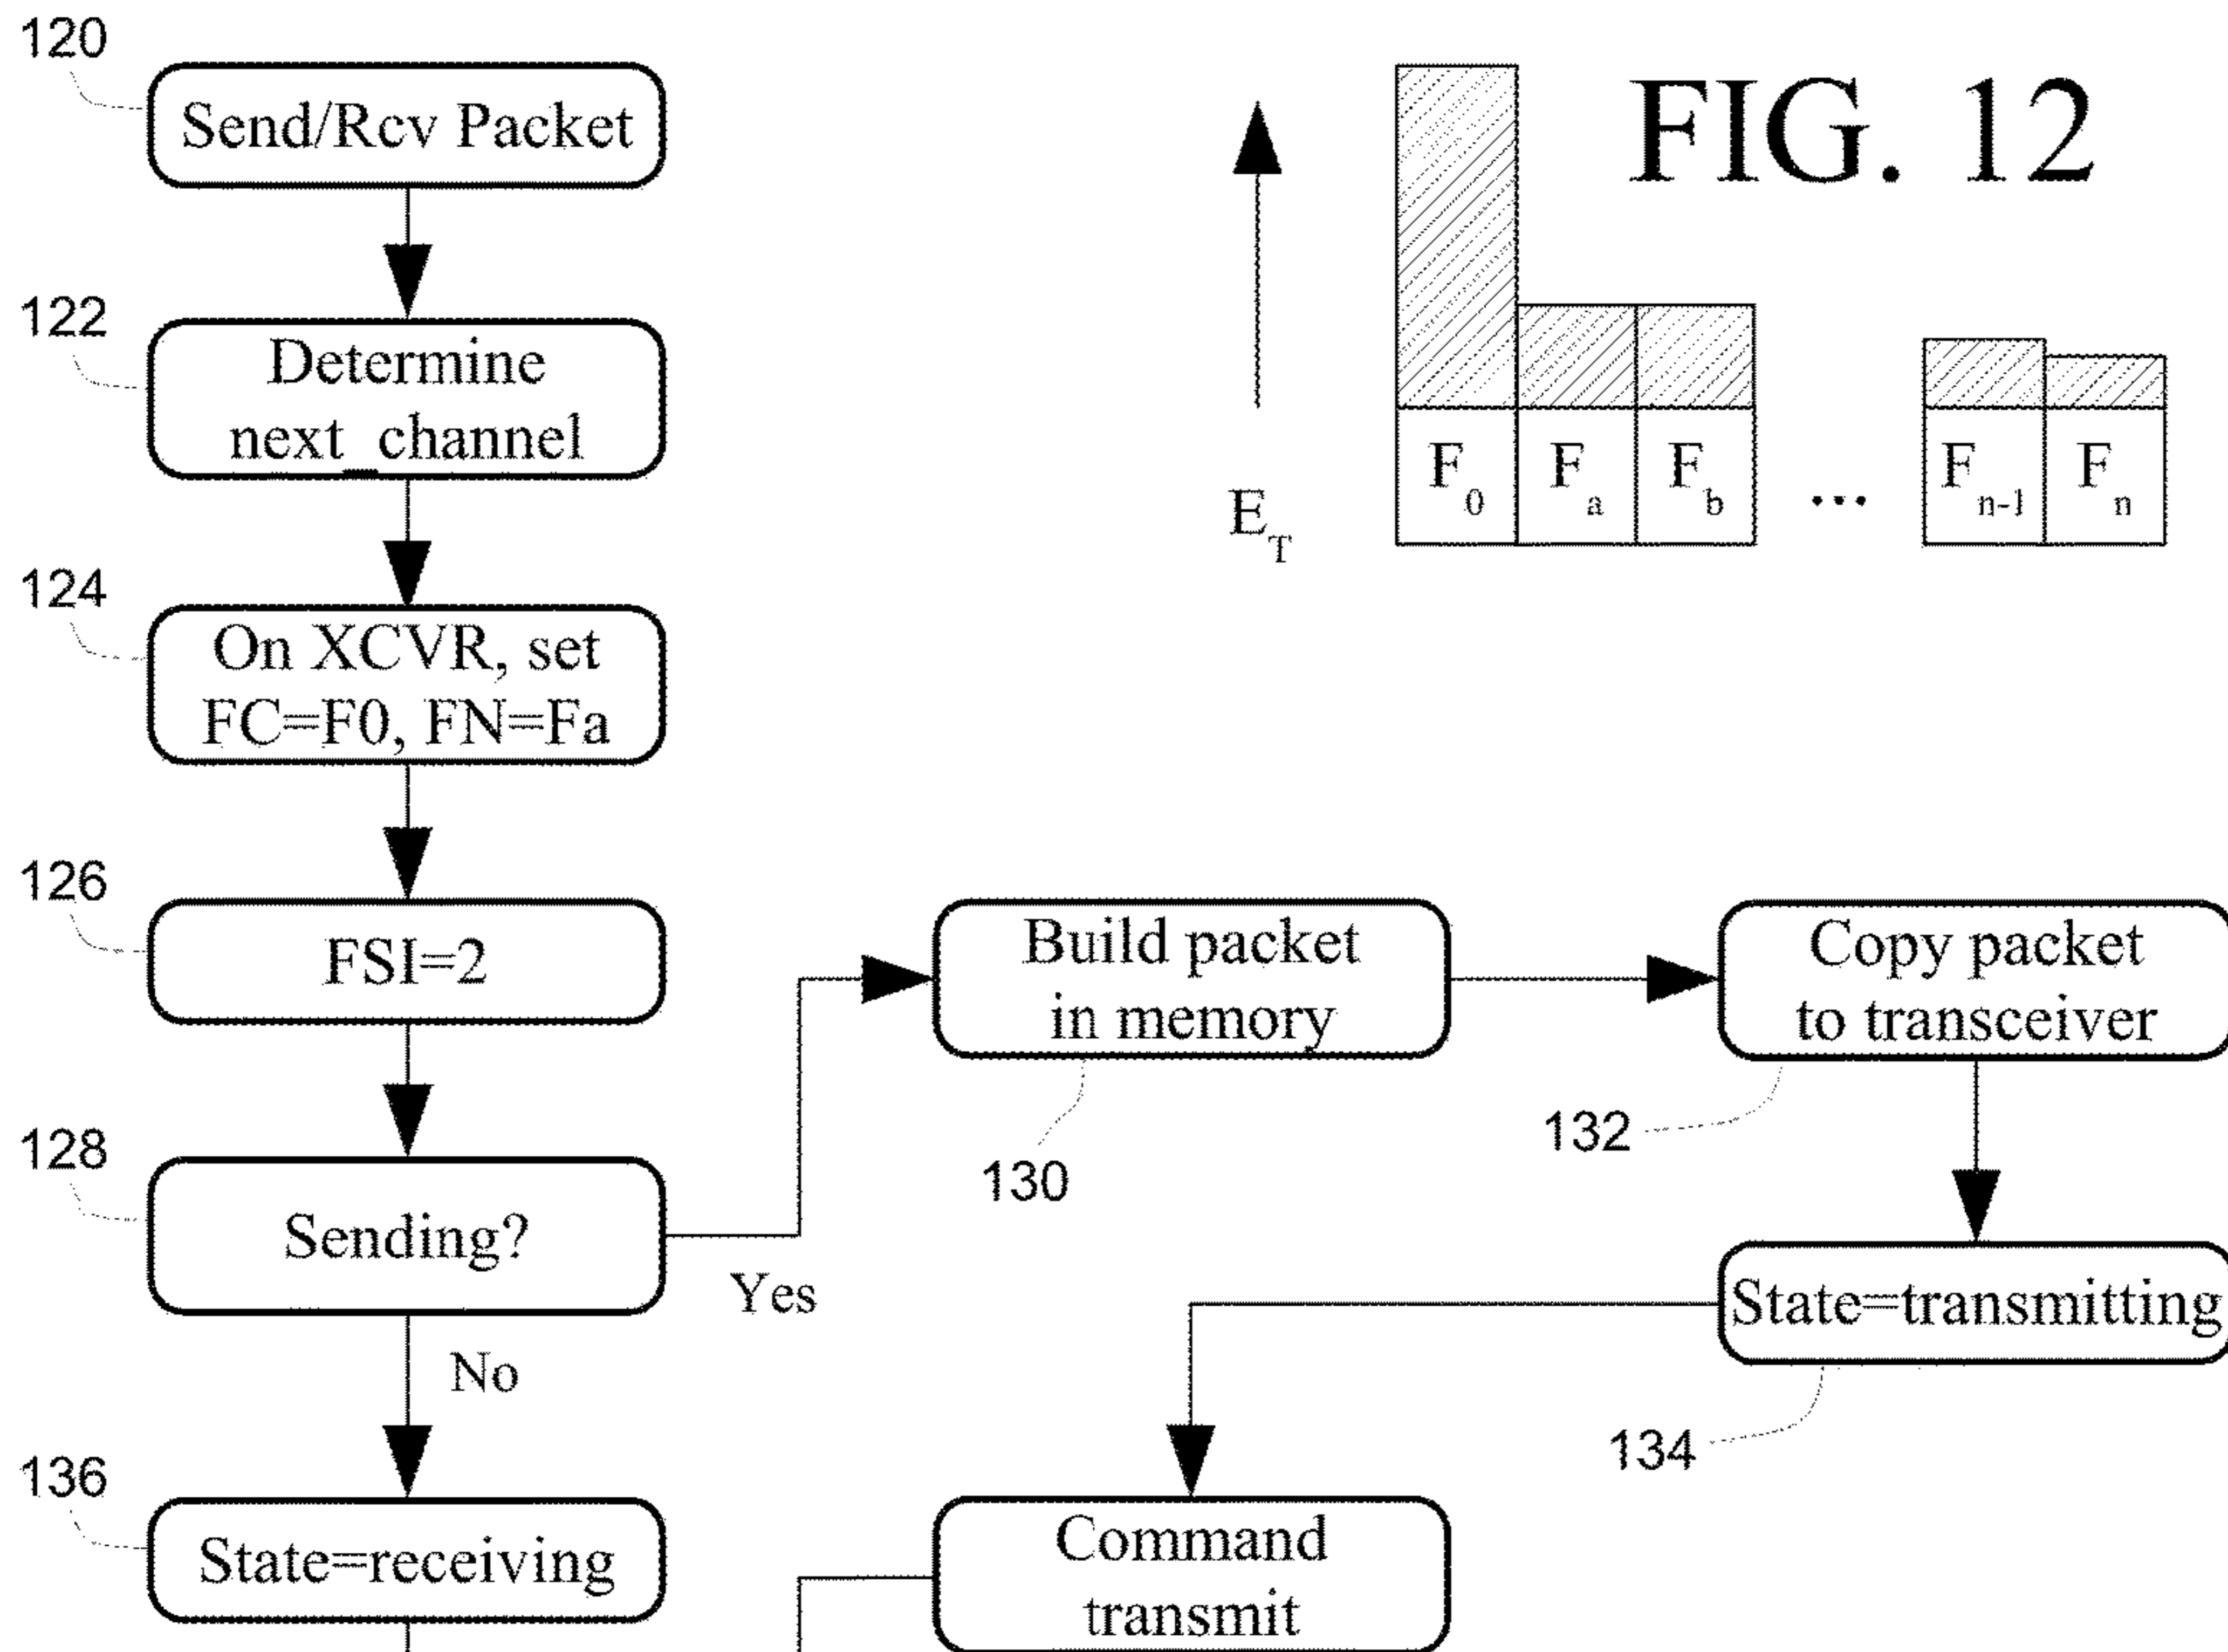 120
Send/Rcv Packet
FIG. 12
122
Determine
next_channel
F0
Fa
Fb
...
Fn-1
Fn
ET
124
On XCVR, set
FC=F0, FN=Fa
126
FSI=2
Build packet
in memory
Copy packet
to transceiver
128
Sending?
Yes
No
130
132
State=transmitting
134
136
State=receiving
Command
transmit